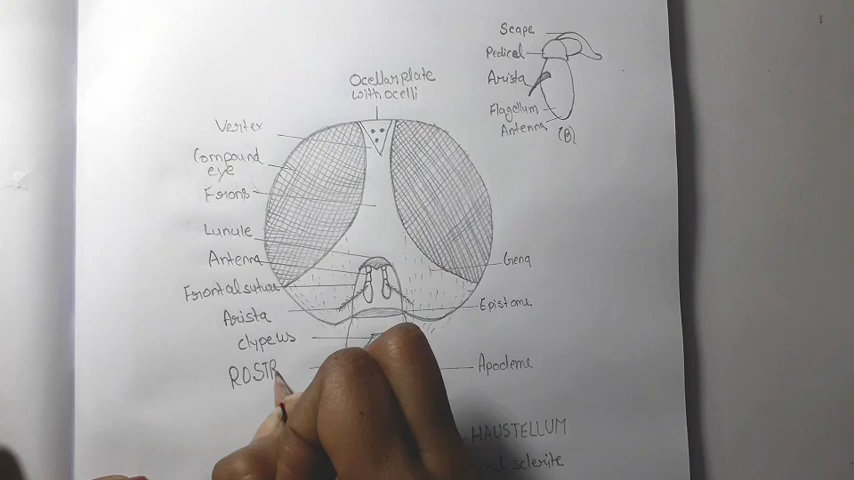 Ocellar plate
with ocelli
Vertex
Compound
eye
Frons
Lunule
Antenna
Frontal suture
Arista
Clypeus
ROSTR
Gena
Epistome
Apodeme
HAUSTELLUM
sclerite
Scape
Pedical
Arista
Flagellum
Antenna
(B)